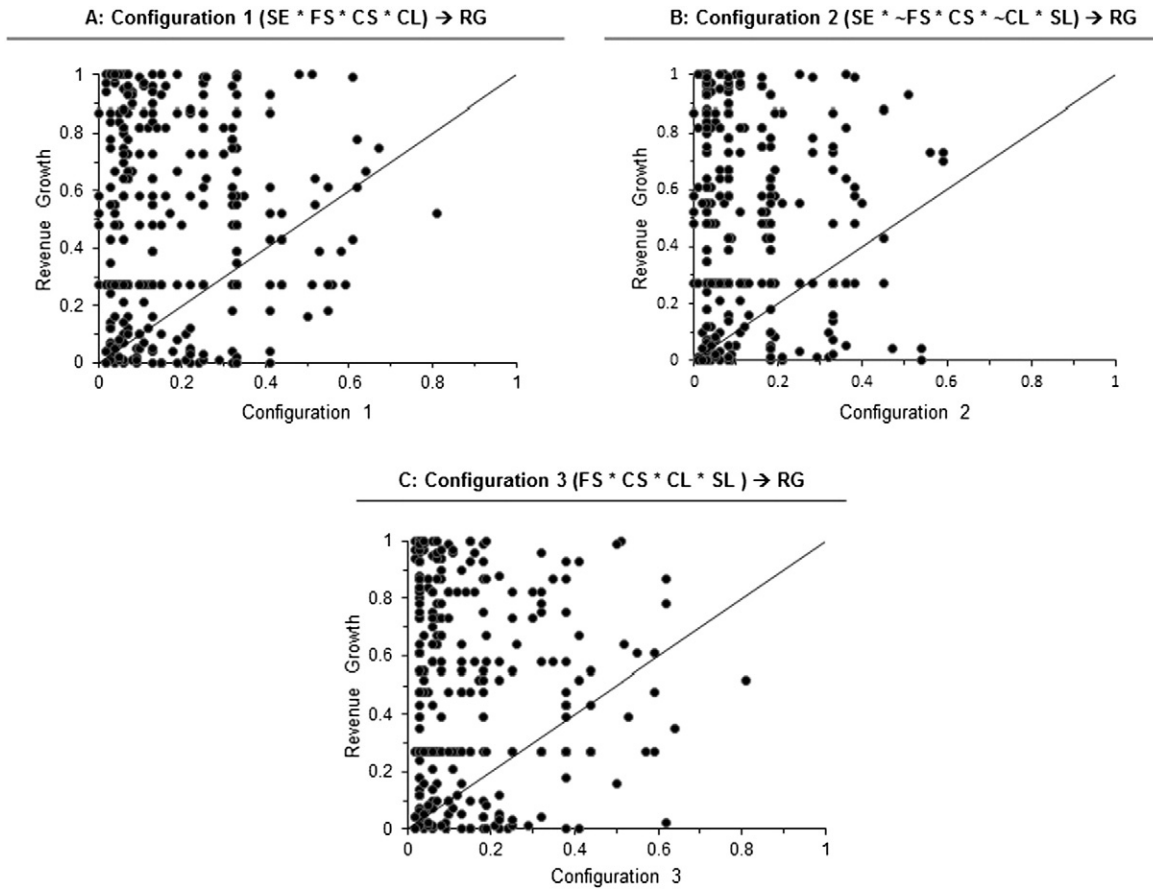 A: Configuration 1 (SE * FS * CS * CL) → RG
1
0.8
0.6
0.4
0.2
0
Revenue Growth
0 0.2 0.4 0.6 0.8 1
Configuration 1
B: Configuration 2 (SE * ~FS * CS * ~CL * SL) → RG
1
0.8
0.6
0.4
0.2
0
Revenue Growth
0 0.2 0.4 0.6 0.8 1
Configuration 2
C: Configuration 3 (FS * CS * CL * SL ) → RG
1
0.8
0.6
0.4
0.2
0
Revenue Growth
0 0.2 0.4 0.6 0.8 1
Configuration 3